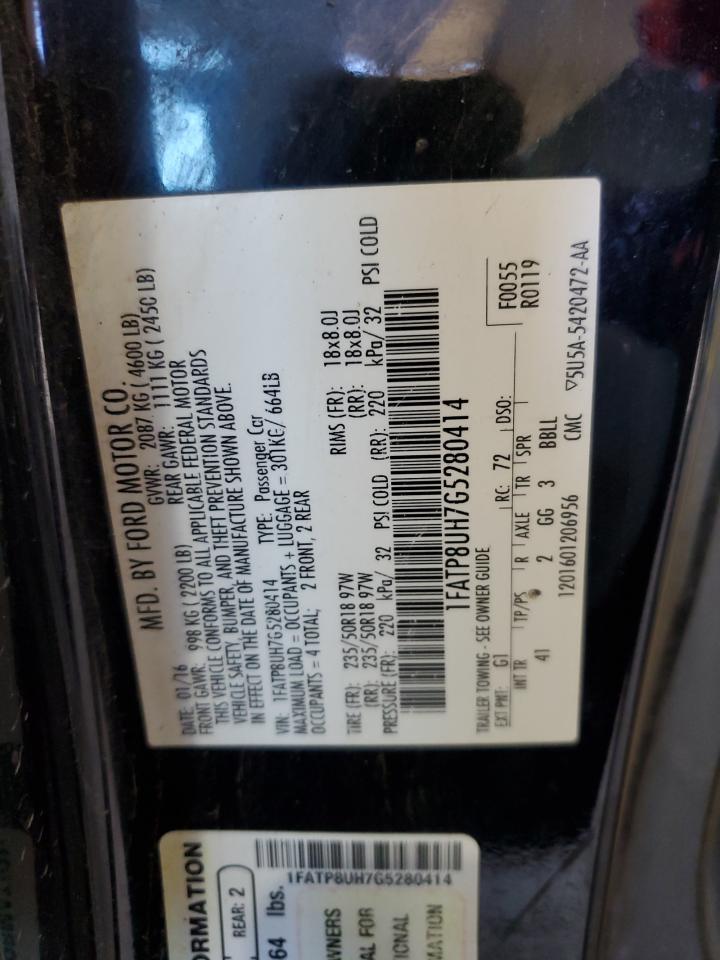 MFD. BY FORD MOTOR CO.
DATE: 01/16 GVWR: 2087 KG ( 4600 LB)
FRONT GAWR: 998 KG ( 2200 LB) REAR GAWR: 1111 KG ( 2450 LB)
THIS VEHICLE CONFORMS TO ALL APPLICABLE FEDERAL MOTOR
VEHICLE SAFETY, BUMPER, AND THEFT PREVENTION STANDARDS
IN EFFECT ON THE DATE OF MANUFACTURE SHOWN ABOVE.
VIN: 1FATP8UH7G5280414 TYPE: Passenger Car
MAXIMUM LOAD = OCCUPANTS + LUGGAGE = 301KG/ 664LB
OCCUPANTS = 4 TOTAL; 2 FRONT, 2 REAR
TIRE (FR): 235/50R18 97W RIMS (FR): 18x8.0J
(RR): 235/50R18 97W (RR): 18x8.0J
PRESSURE (FR): 220 kPa/ 32 PSI COLD (RR): 220 kPa/ 32 PSI COLD
1FATP8UH7G5280414
TRAILER TOWING - SEE OWNER GUIDE
F0055
R0119
EXT PNT: G1 RC: 72 DSO:
INT TR TP/PS R AXLE TR SPR
41 2 GG 3 BBLL
1201601206956 CMC ▽5U5A-5420472-AA
ORMATION
REAR: 2
64 lbs.
1FATP8UH7G5280414
WNERS
AL FOR
IONAL
MATION